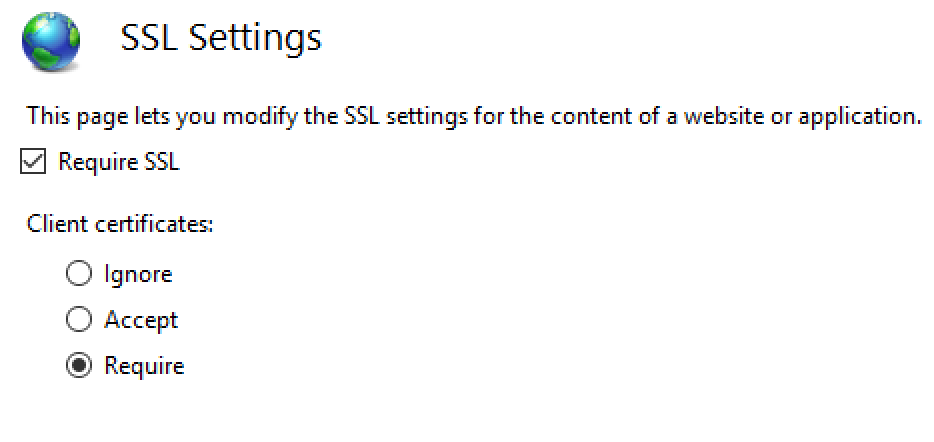 SSL Settings
This page lets you modify the SSL settings for the content of a website or application.
Require SSL
Client certificates:
Ignore
Accept
Require